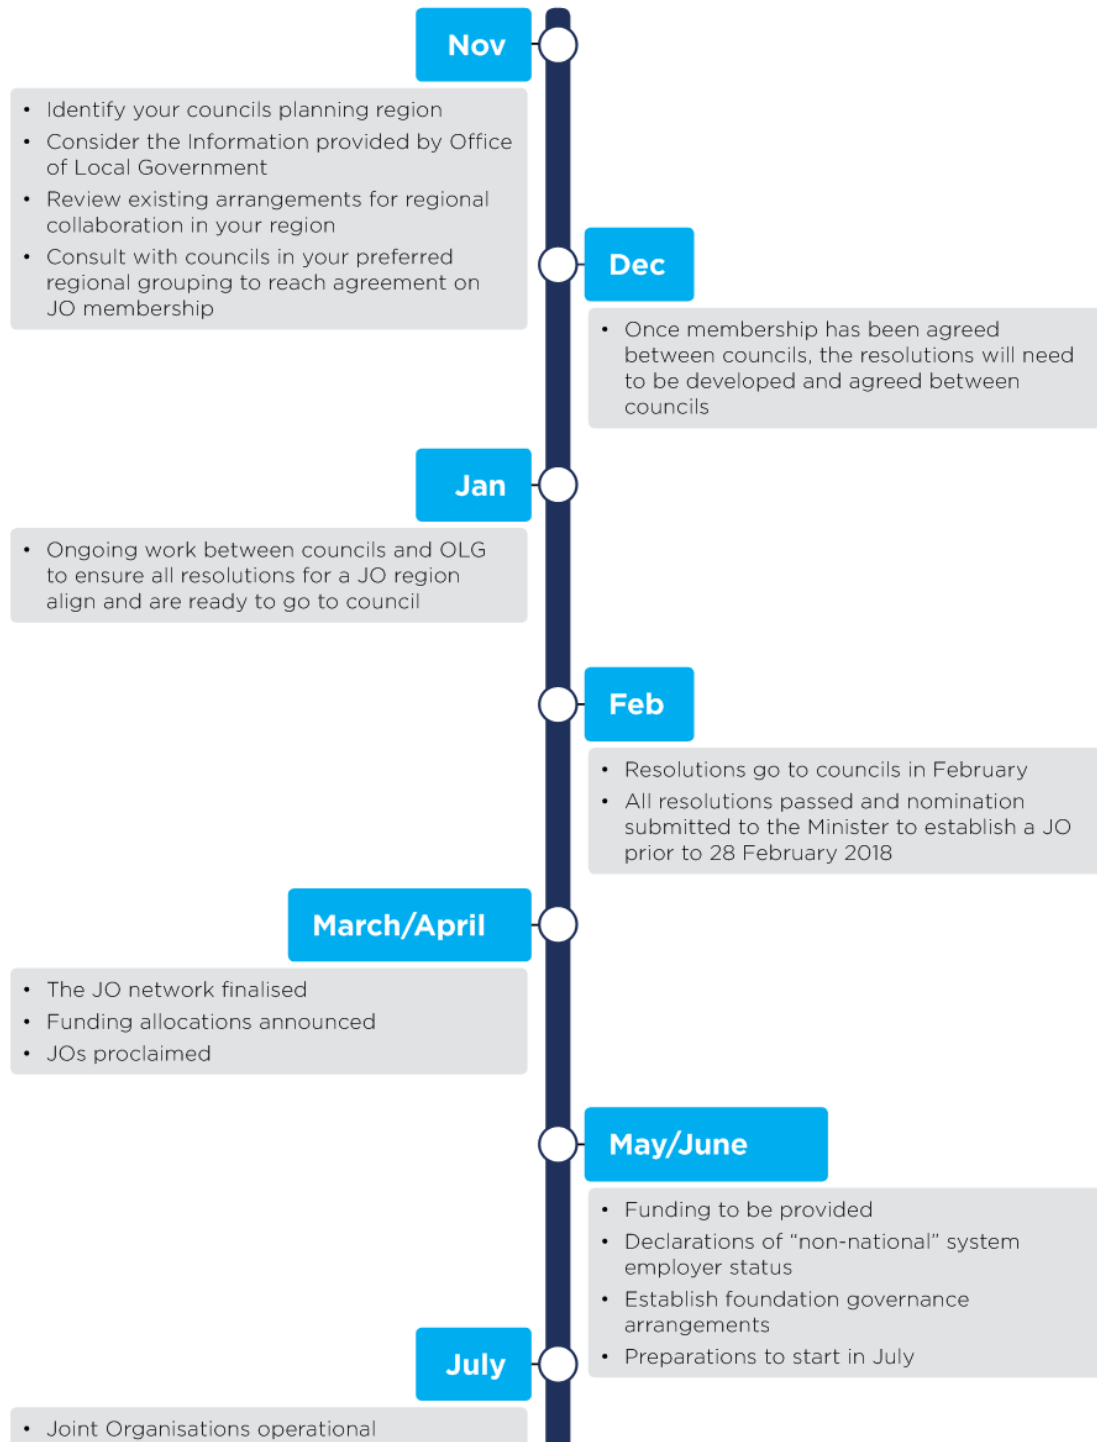 Nov
• Identify your councils planning region
• Consider the Information provided by Office
of Local Government
• Review existing arrangements for regional
collaboration in your region
• Consult with councils in your preferred
regional grouping to reach agreement on
JO membership
Dec
• Once membership has been agreed
between councils, the resolutions will need
to be developed and agreed between
councils
Jan
• Ongoing work between councils and OLG
to ensure all resolutions for a JO region
align and are ready to go to council
Feb
• Resolutions go to councils in February
• All resolutions passed and nomination
submitted to the Minister to establish a JO
prior to 28 February 2018
March/April
• The JO network finalised
• Funding allocations announced
• JOs proclaimed
May/June
• Funding to be provided
• Declarations of “non-national” system
employer status
• Establish foundation governance
arrangements
• Preparations to start in July
July
• Joint Organisations operational